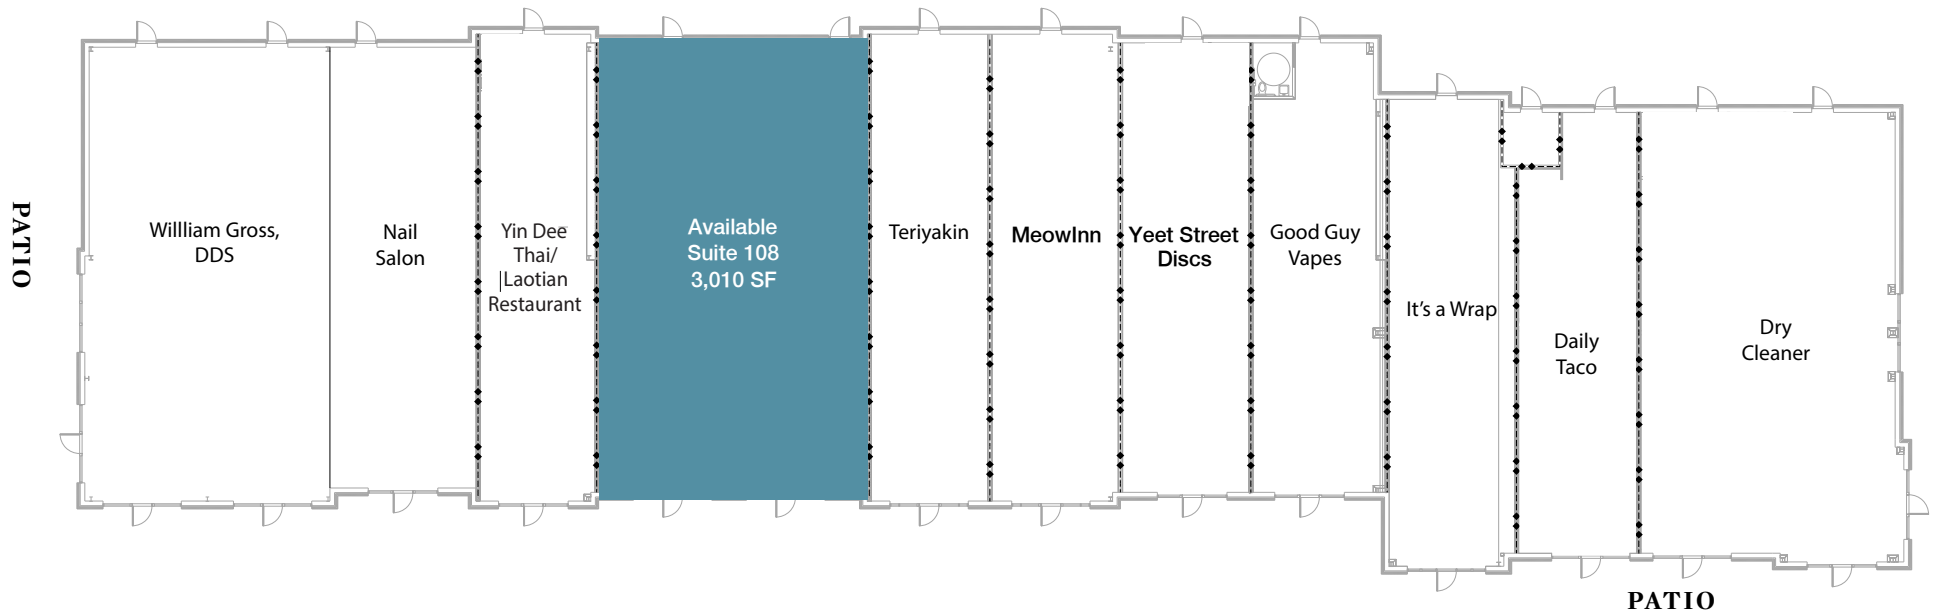 PATIO
Willliam Gross,
DDS
Nail
Salon
Yin Dee
Thai/
|Laotian
Restaurant
Available
Suite 108
3,010 SF
Teriyakin
MeowInn
Yeet Street
Discs
Good Guy
Vapes
It's a Wrap
Daily
Taco
Dry
Cleaner
PATIO